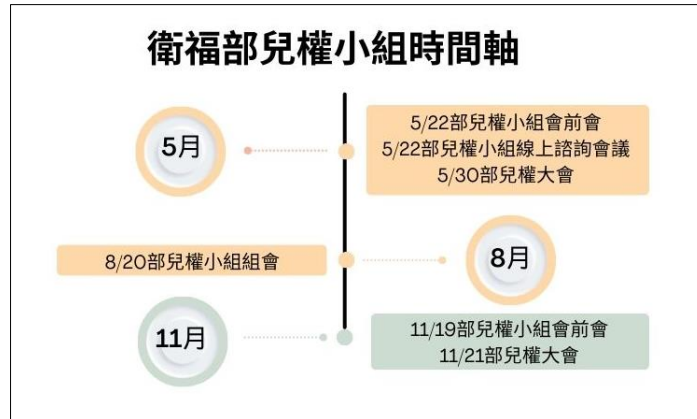 衛福部兒權小組時間軸
5月
5/22部兒權小組會前會
5/22部兒權小組線上諮詢會議
5/30部兒權大會
8/20部兒權小組組會
8月
11月
11/19部兒權小組會前會
11/21部兒權大會